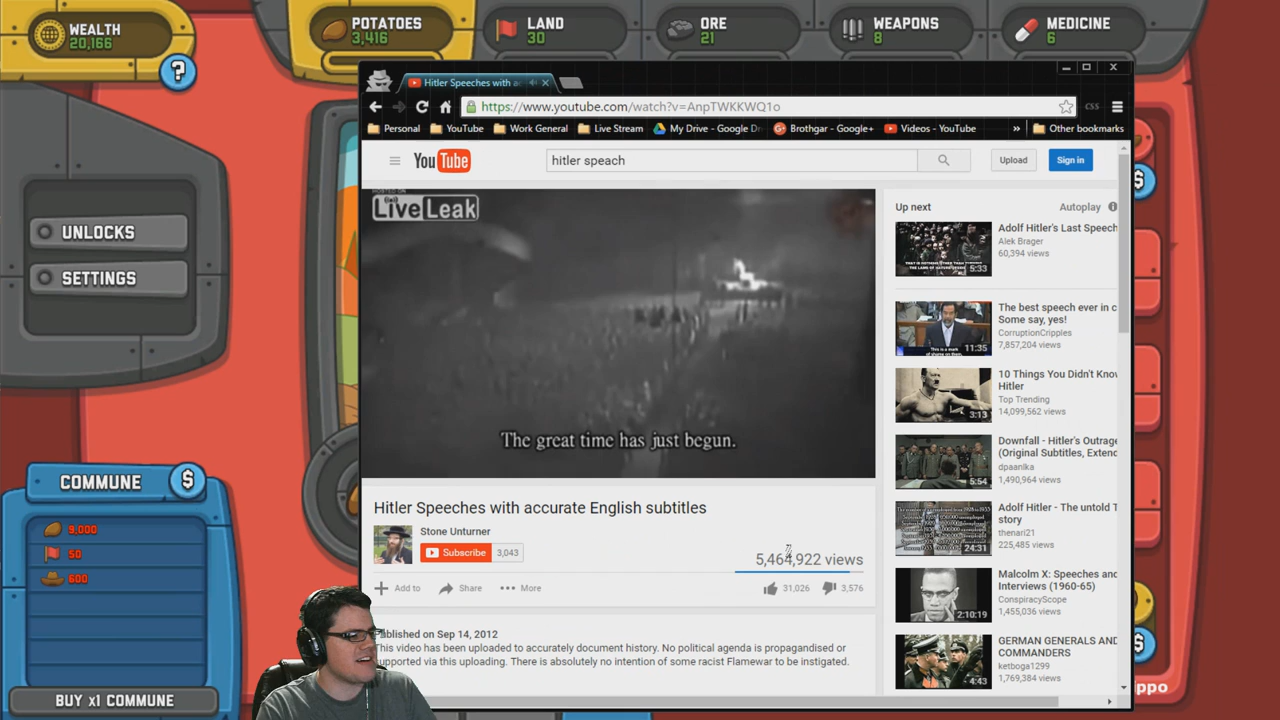 WEALTH
20,166
?
POTATOES
3,416
LAND
30
ORE
21
WEAPONS
8
MEDICINE
6
Hitler Speeches with a
https://www.youtube.com/watch?v=AnpTWKKWQ1o
CSS
Personal
YouTube
Work General
Live Stream
My Drive - Google Dr
Brothgar - Google+
Videos - YouTube
»
Other bookmarks
YouTube
hitler speach
Upload
Sign in
UNLOCKS
SETTINGS
HOSTED ON
LiveLeak
The great time has just begun.
Up next
Autoplay
Adolf Hitler's Last Speech
Alek Brager
60,394 views
5:33
The best speech ever in c
Some say, yes!
CorruptionCripples
7,857,204 views
11:35
10 Things You Didn't Know
Hitler
Top Trending
14,099,562 views
3:13
Downfall - Hitler's Outrage
(Original Subtitles, Extend
dpaanlka
1,490,964 views
5:54
Adolf Hitler - The untold T
story
thenari21
225,485 views
24:31
Malcolm X: Speeches and
Interviews (1960-65)
ConspiracyScope
1,455,036 views
2:10:19
GERMAN GENERALS AND
COMMANDERS
ketboga1299
1,769,384 views
4:43
Hitler Speeches with accurate English subtitles
Stone Unturner
Subscribe
3,043
5,464,922 views
Add to
Share
More
31,026
3,576
ublished on Sep 14, 2012
This video has been uploaded to accurately document history. No political agenda is propagandised or
upported via this uploading. There is absolutely no intention of some racist Flamewar to be instigated.
COMMUNE
$
9,000
50
600
BUY x1 COMMUNE
ippo